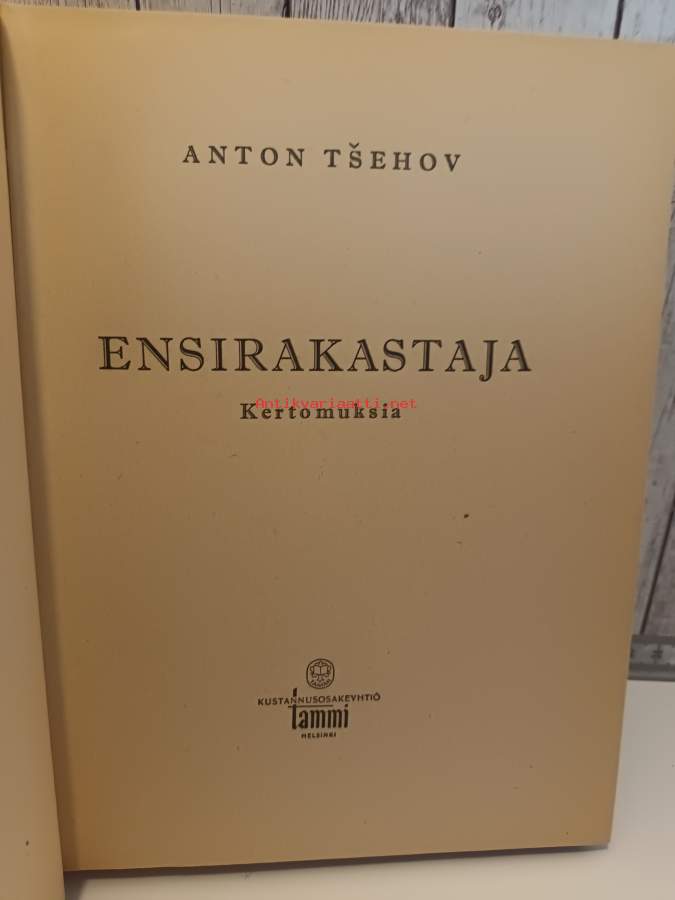 ANTON TŠEHOV
ENSIRAKASTAJA
Antikvariaatti.net
Kertomuksia
KUSTANNUSOSAKEYHTIÖ
Tammi
HELSINKI